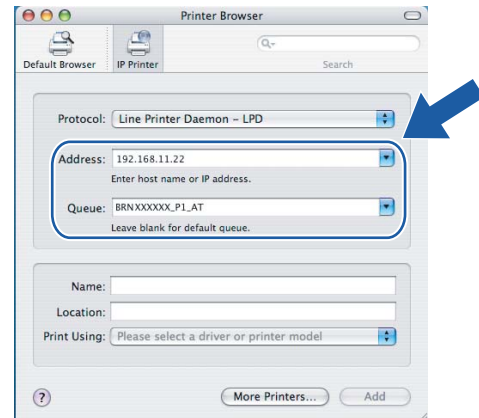 Printer Browser
Default Browser
IP Printer
Q-
Search
Protocol: Line Printer Daemon – LPD
Address: 192.168.11.22
Enter host name or IP address.
Queue: BRNXXXXXX_P1_AT
Leave blank for default queue.
Name:
Location:
Print Using: Please select a driver or printer model
? More Printers... Add